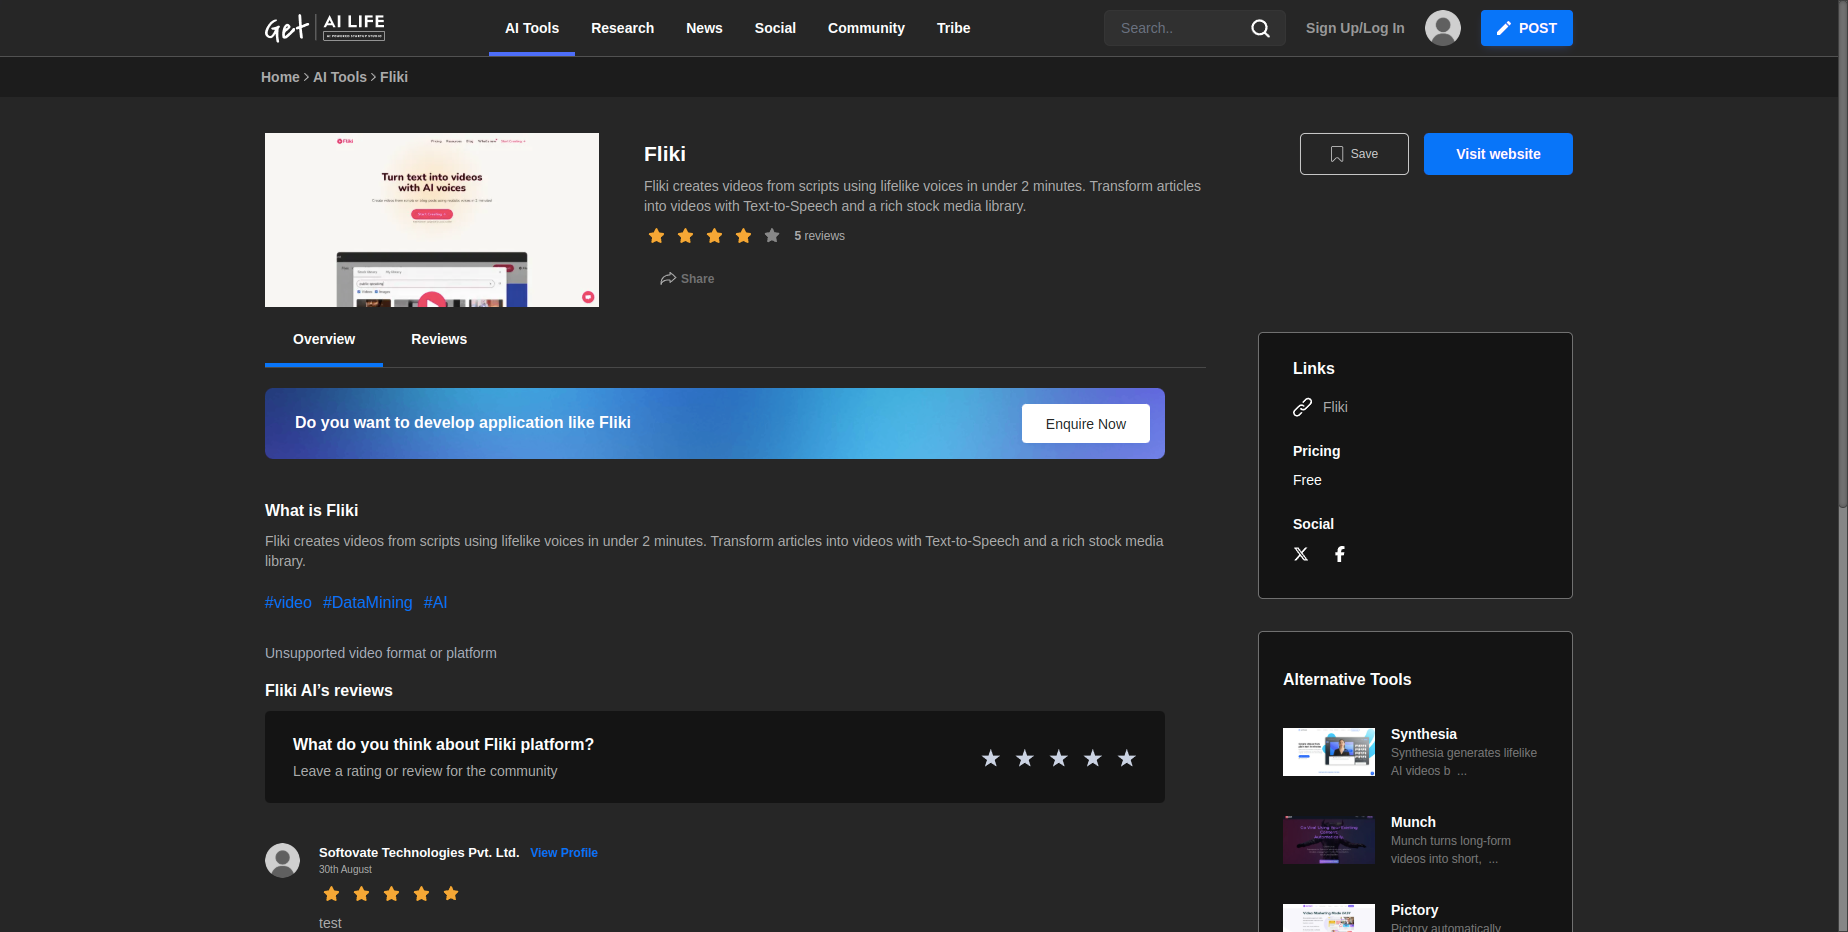 Get AI LIFE
AI POWERED STARTUP STUDIO
AI Tools
Research
News
Social
Community
Tribe
Search..
Sign Up/Log In
POST
Home > AI Tools > Fliki
Fliki
Turn text into videos
with AI voices
Fliki
Fliki creates videos from scripts using lifelike voices in under 2 minutes. Transform articles
into videos with Text-to-Speech and a rich stock media library.
5 reviews
Share
Save
Visit website
Overview
Reviews
Do you want to develop application like Fliki
Enquire Now
What is Fliki
Fliki creates videos from scripts using lifelike voices in under 2 minutes. Transform articles into videos with Text-to-Speech and a rich stock media
library.
#video #DataMining #AI
Unsupported video format or platform
Fliki AI’s reviews
What do you think about Fliki platform?
Leave a rating or review for the community
Softovate Technologies Pvt. Ltd. View Profile
30th August
test
Links
Fliki
Pricing
Free
Social
Alternative Tools
Synthesia
Synthesia generates lifelike
AI videos b ...
Munch
Munch turns long-form
videos into short, ...
Pictory
Pictory automatically